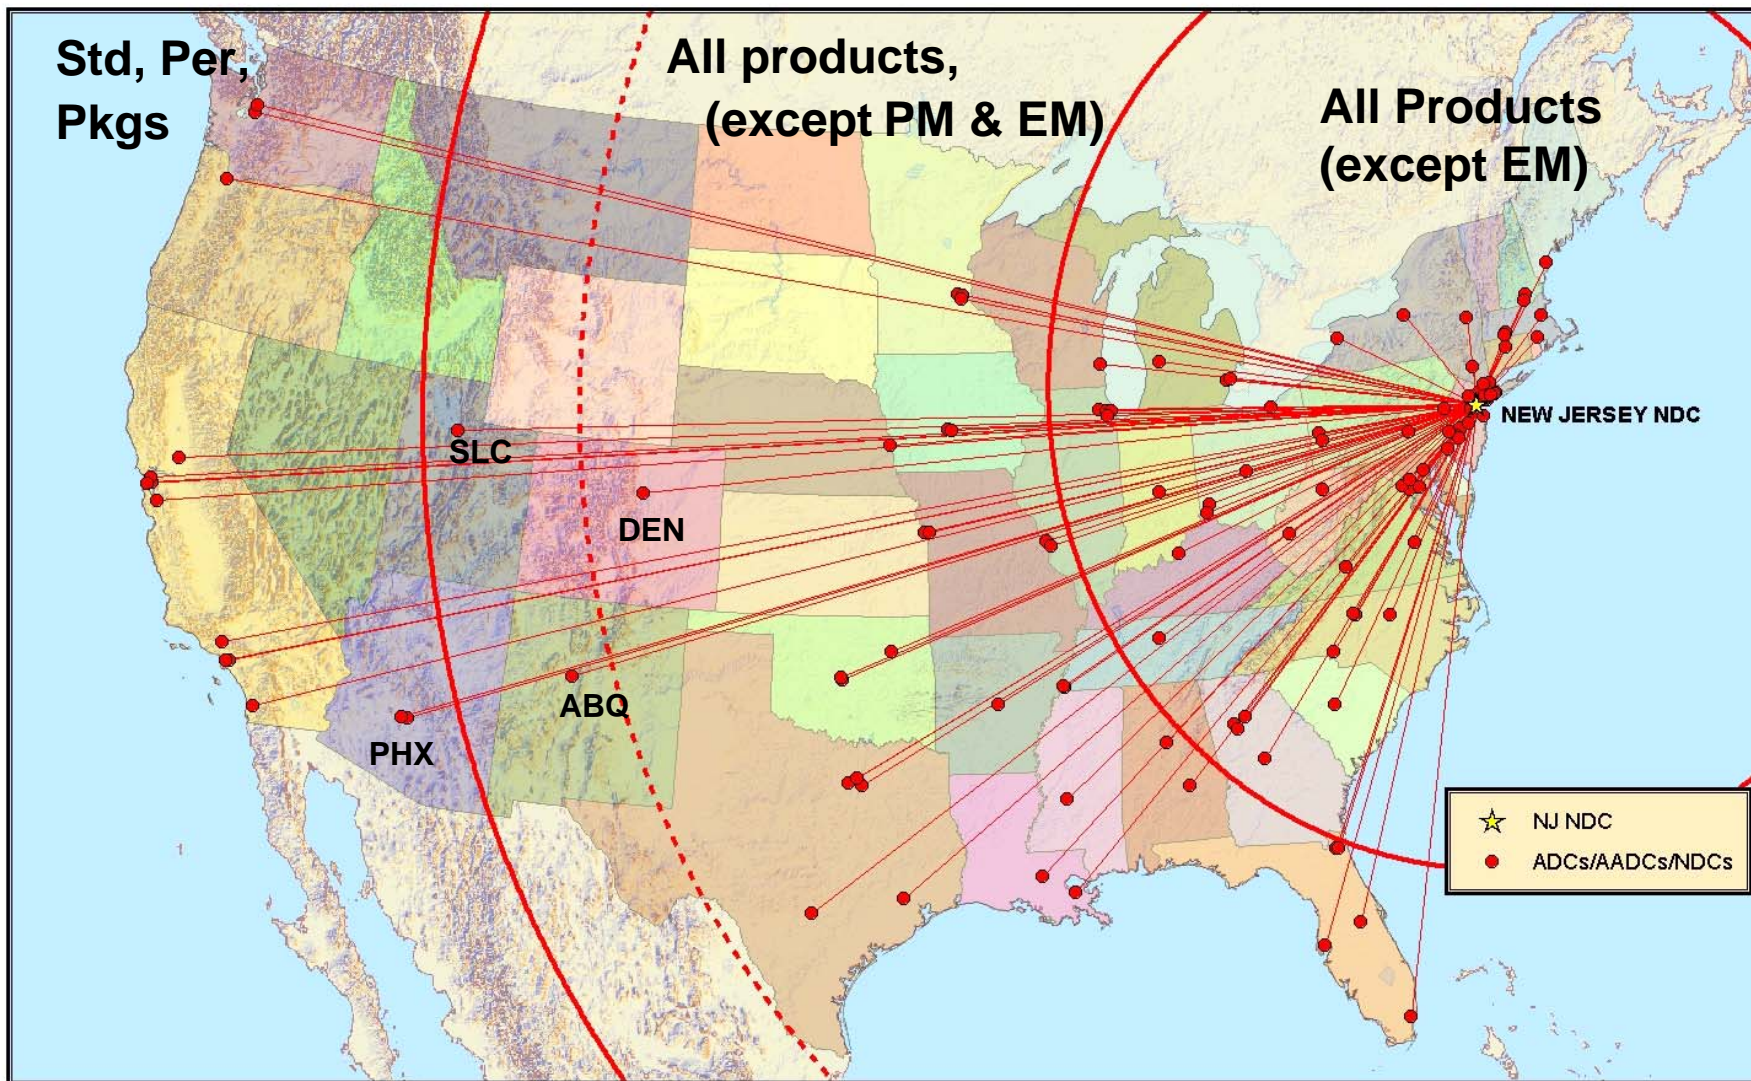 Std, Per,
Pkgs
All products,
(except PM & EM)
All Products
(except EM)
NEW JERSEY NDC
SLC
DEN
ABQ
PHX
NJ NDC
ADCs/AADCs/NDCs